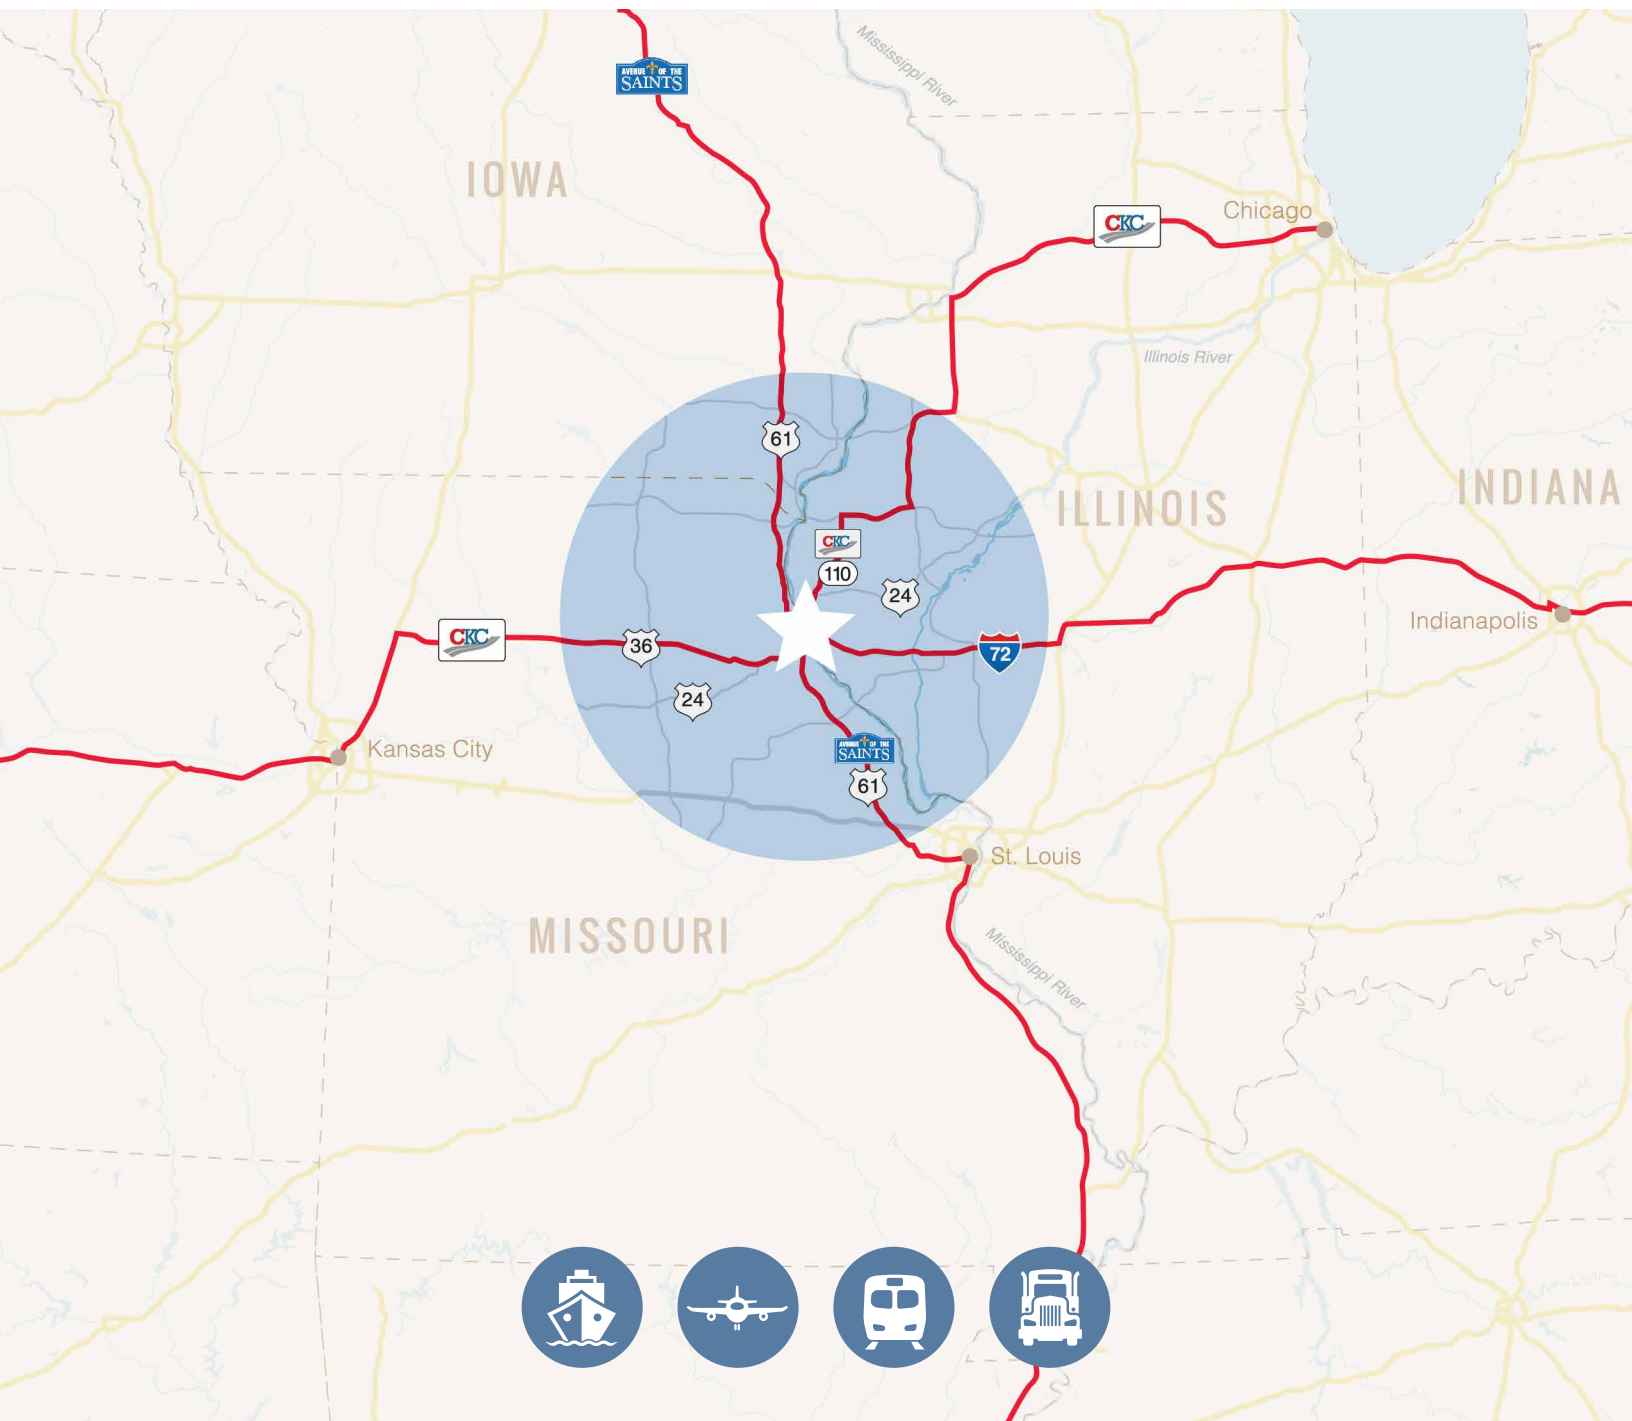 Mississippi River
AVENUE OF THE
SAINTS
IOWA
Chicago
CKC
Illinois River
61
INDIANA
ILLINOIS
CKC
110
24
Indianapolis
CKC
36
72
24
Kansas City
AVENUE OF THE
SAINTS
61
St. Louis
MISSOURI
Mississippi River